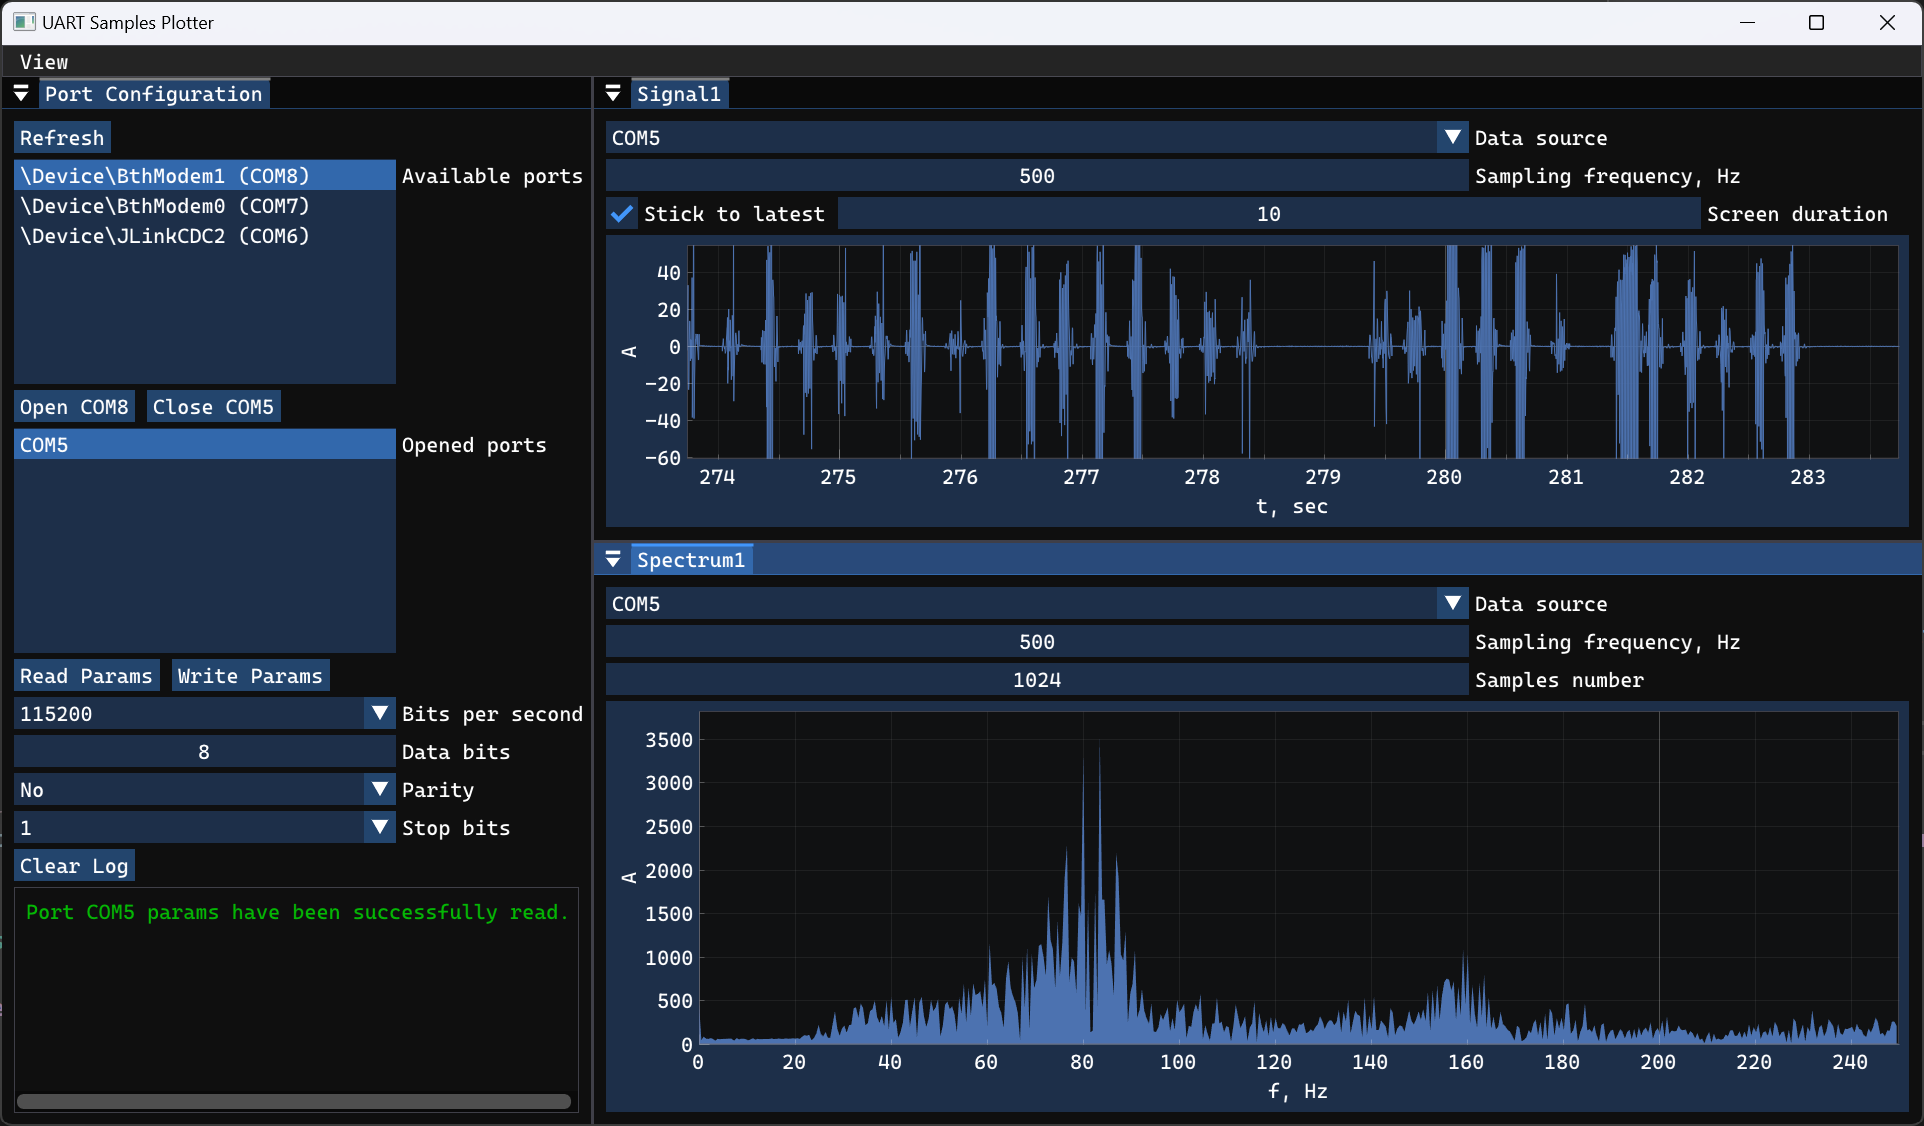 UART Samples Plotter
View
Port Configuration
Refresh
\Device\BthModem1 (COM8)
Available ports
\Device\BthModem0 (COM7)
\Device\JLinkCDC2 (COM6)
Open COM8 Close COM5
COM5
Opened ports
Read Params Write Params
115200 Bits per second
8 Data bits
No Parity
1 Stop bits
Clear Log
Port COM5 params have been successfully read.
Signal1
COM5 Data source
500 Sampling frequency, Hz
Stick to latest 10 Screen duration
40
20
0
−20
−40
−60
A
274 275 276 277 278 279 280 281 282 283
t, sec
Spectrum1
COM5 Data source
500 Sampling frequency, Hz
1024 Samples number
3500
3000
2500
2000
1500
1000
500
0
A
0 20 40 60 80 100 120 140 160 180 200 220 240
f, Hz